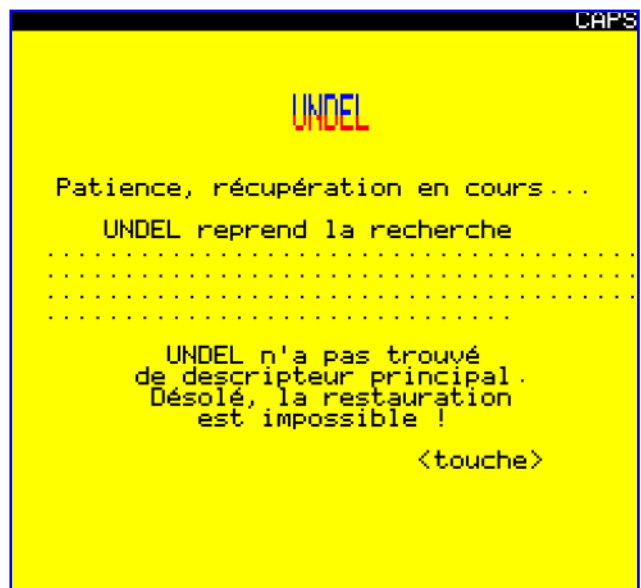 CAPS
UNDEL
Patience, récupération en cours...
UNDEL reprend la recherche
......................................
......................................
......................................
..............................
UNDEL n'a pas trouvé
de descripteur principal.
Désolé, la restauration
est impossible !
<touche>